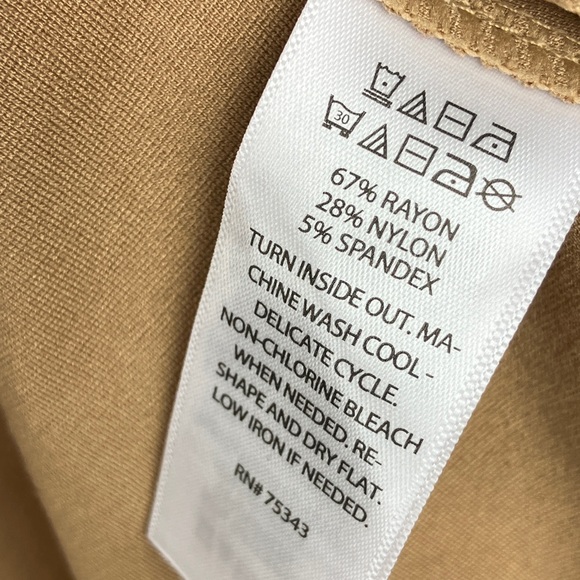 30
67% RAYON
28% NYLON
5% SPANDEX
TURN INSIDE OUT. MA-
CHINE WASH COOL -
DELICATE CYCLE.
NON-CHLORINE BLEACH
WHEN NEEDED. RE-
SHAPE AND DRY FLAT.
LOW IRON IF NEEDED.
RN# 75343